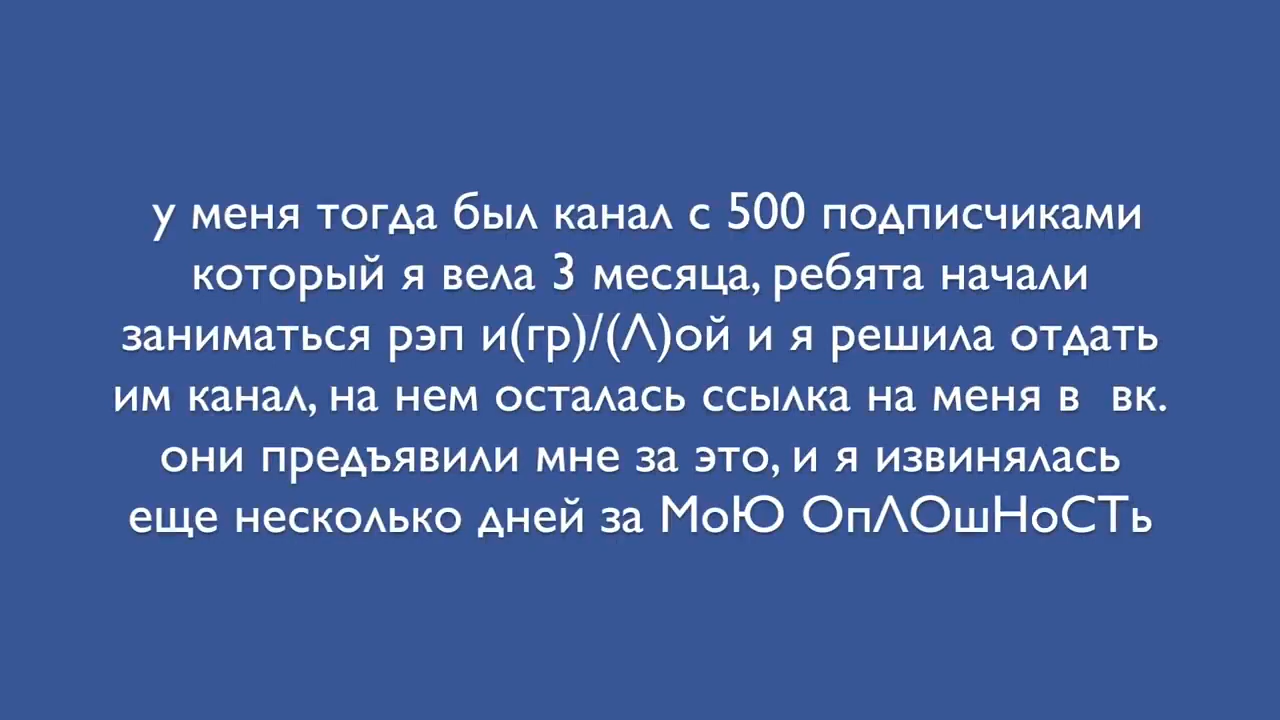 у меня тогда был канал с 500 подписчиками
который я вела 3 месяца, ребята начали
заниматься рэп и(гр)/(Л)ой и я решила отдать
им канал, на нем осталась ссылка на меня в  вк.
они предъявили мне за это, и я извинялась
еще несколько дней за МоЮ ОпЛОшНоСТь